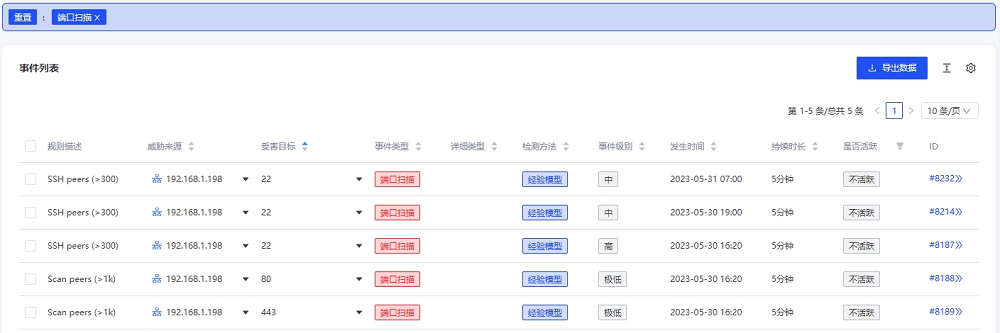 重置 : 端口扫描 X
事件列表 导出数据
第 1-5 条/总共 5 条 < 1 > 10 条/页
规则描述 威胁来源 受害目标 事件类型 详细类型 检测方法 事件级别 发生时间 持续时长 是否活跃 ID
SSH peers (>300) 192.168.1.198 22 端口扫描 经验模型 中 2023-05-31 07:00 5分钟 不活跃 #8232
SSH peers (>300) 192.168.1.198 22 端口扫描 经验模型 中 2023-05-30 19:00 5分钟 不活跃 #8214
SSH peers (>300) 192.168.1.198 22 端口扫描 经验模型 高 2023-05-30 16:20 5分钟 不活跃 #8187
Scan peers (>1k) 192.168.1.198 80 端口扫描 经验模型 极低 2023-05-30 16:20 5分钟 不活跃 #8188
Scan peers (>1k) 192.168.1.198 443 端口扫描 经验模型 极低 2023-05-30 16:20 5分钟 不活跃 #8189